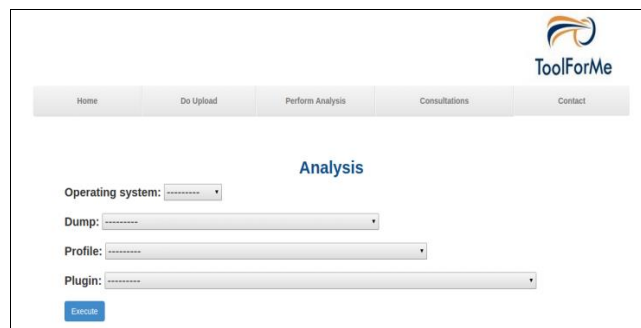 ToolForMe
Home Do Upload Perform Analysis Consultations Contact
Analysis
Operating system: ---------
Dump: ---------
Profile: ---------
Plugin: ---------
Execute